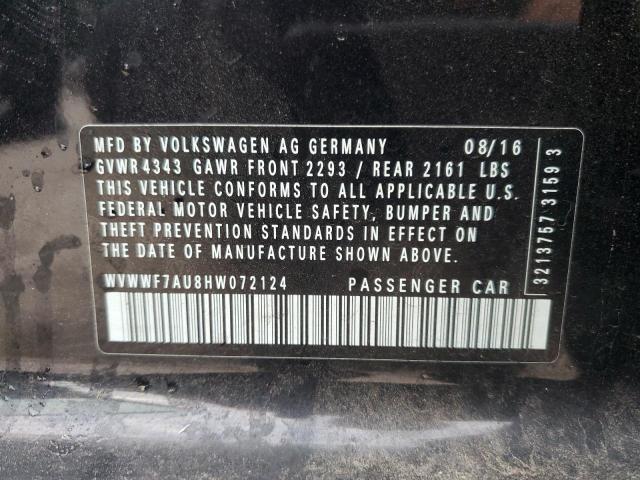 MFD BY VOLKSWAGEN AG GERMANY 08/16
GVWR 4343 GAWR FRONT 2293 / REAR 2161 LBS
THIS VEHICLE CONFORMS TO ALL APPLICABLE U.S.
FEDERAL MOTOR VEHICLE SAFETY, BUMPER AND
THEFT PREVENTION STANDARDS IN EFFECT ON
THE DATE OF MANUFACTURE SHOWN ABOVE.
WVWWF7AU8HW072124 PASSENGER CAR
3213757 3159 3